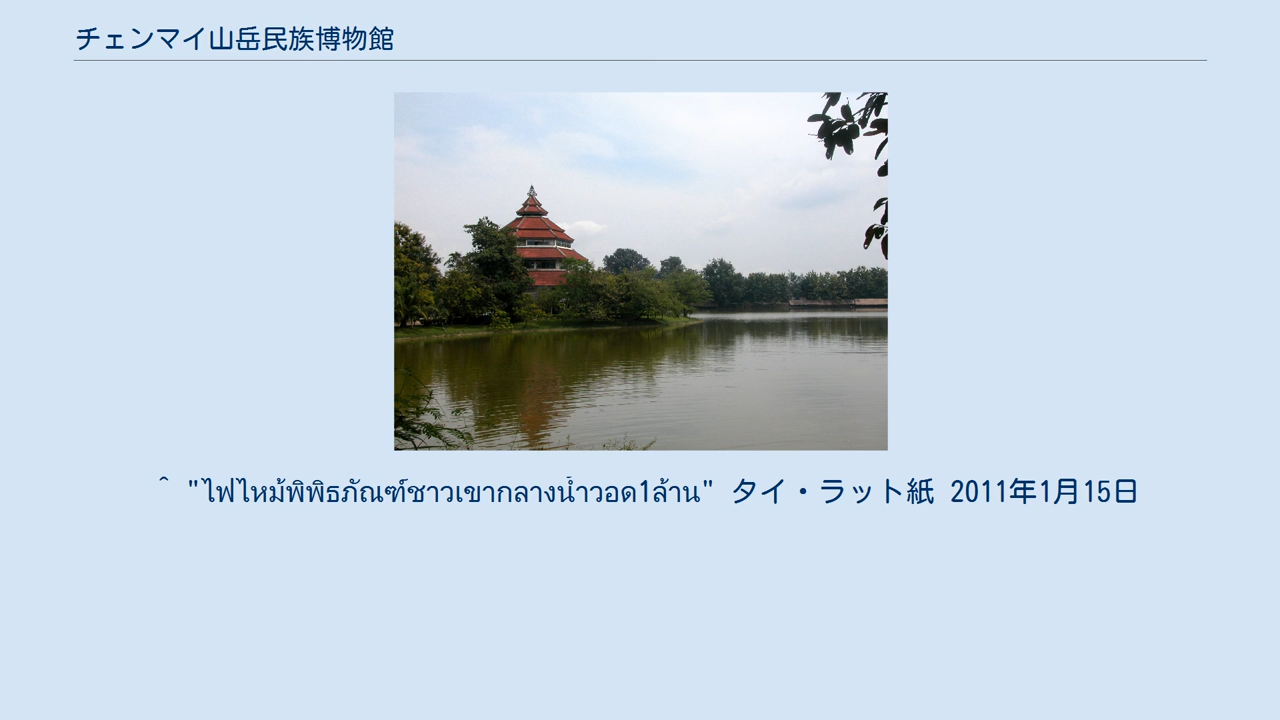 チェンマイ山岳民族博物館
^ "ไฟไหม้พิพิธภัณฑ์ชาวเขากลางน้ำวอด1ล้าน" タイ・ラット紙 2011年1月15日